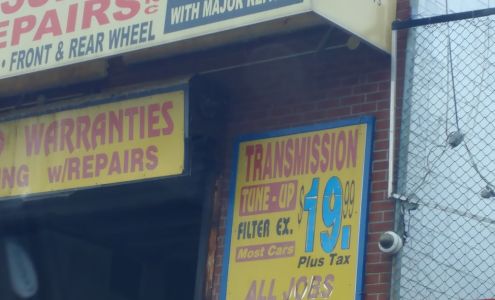 REPAIRS
• FRONT & REAR WHEEL
WITH MAJOR
WARRANTIES
W/REPAIRS
TRANSMISSION
TUNE-UP
FILTER EX.
$19.99
Most Cars
Plus Tax
ALL JOBS